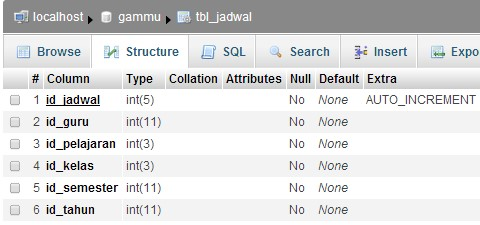 localhost gammu tbl_jadwal
Browse Structure SQL Search Insert Expo
# Column Type Collation Attributes Null Default Extra
1 id_jadwal int(5) No None AUTO_INCREMENT
2 id_guru int(11) No None
3 id_pelajaran int(3) No None
4 id_kelas int(3) No None
5 id_semester int(11) No None
6 id_tahun int(11) No None